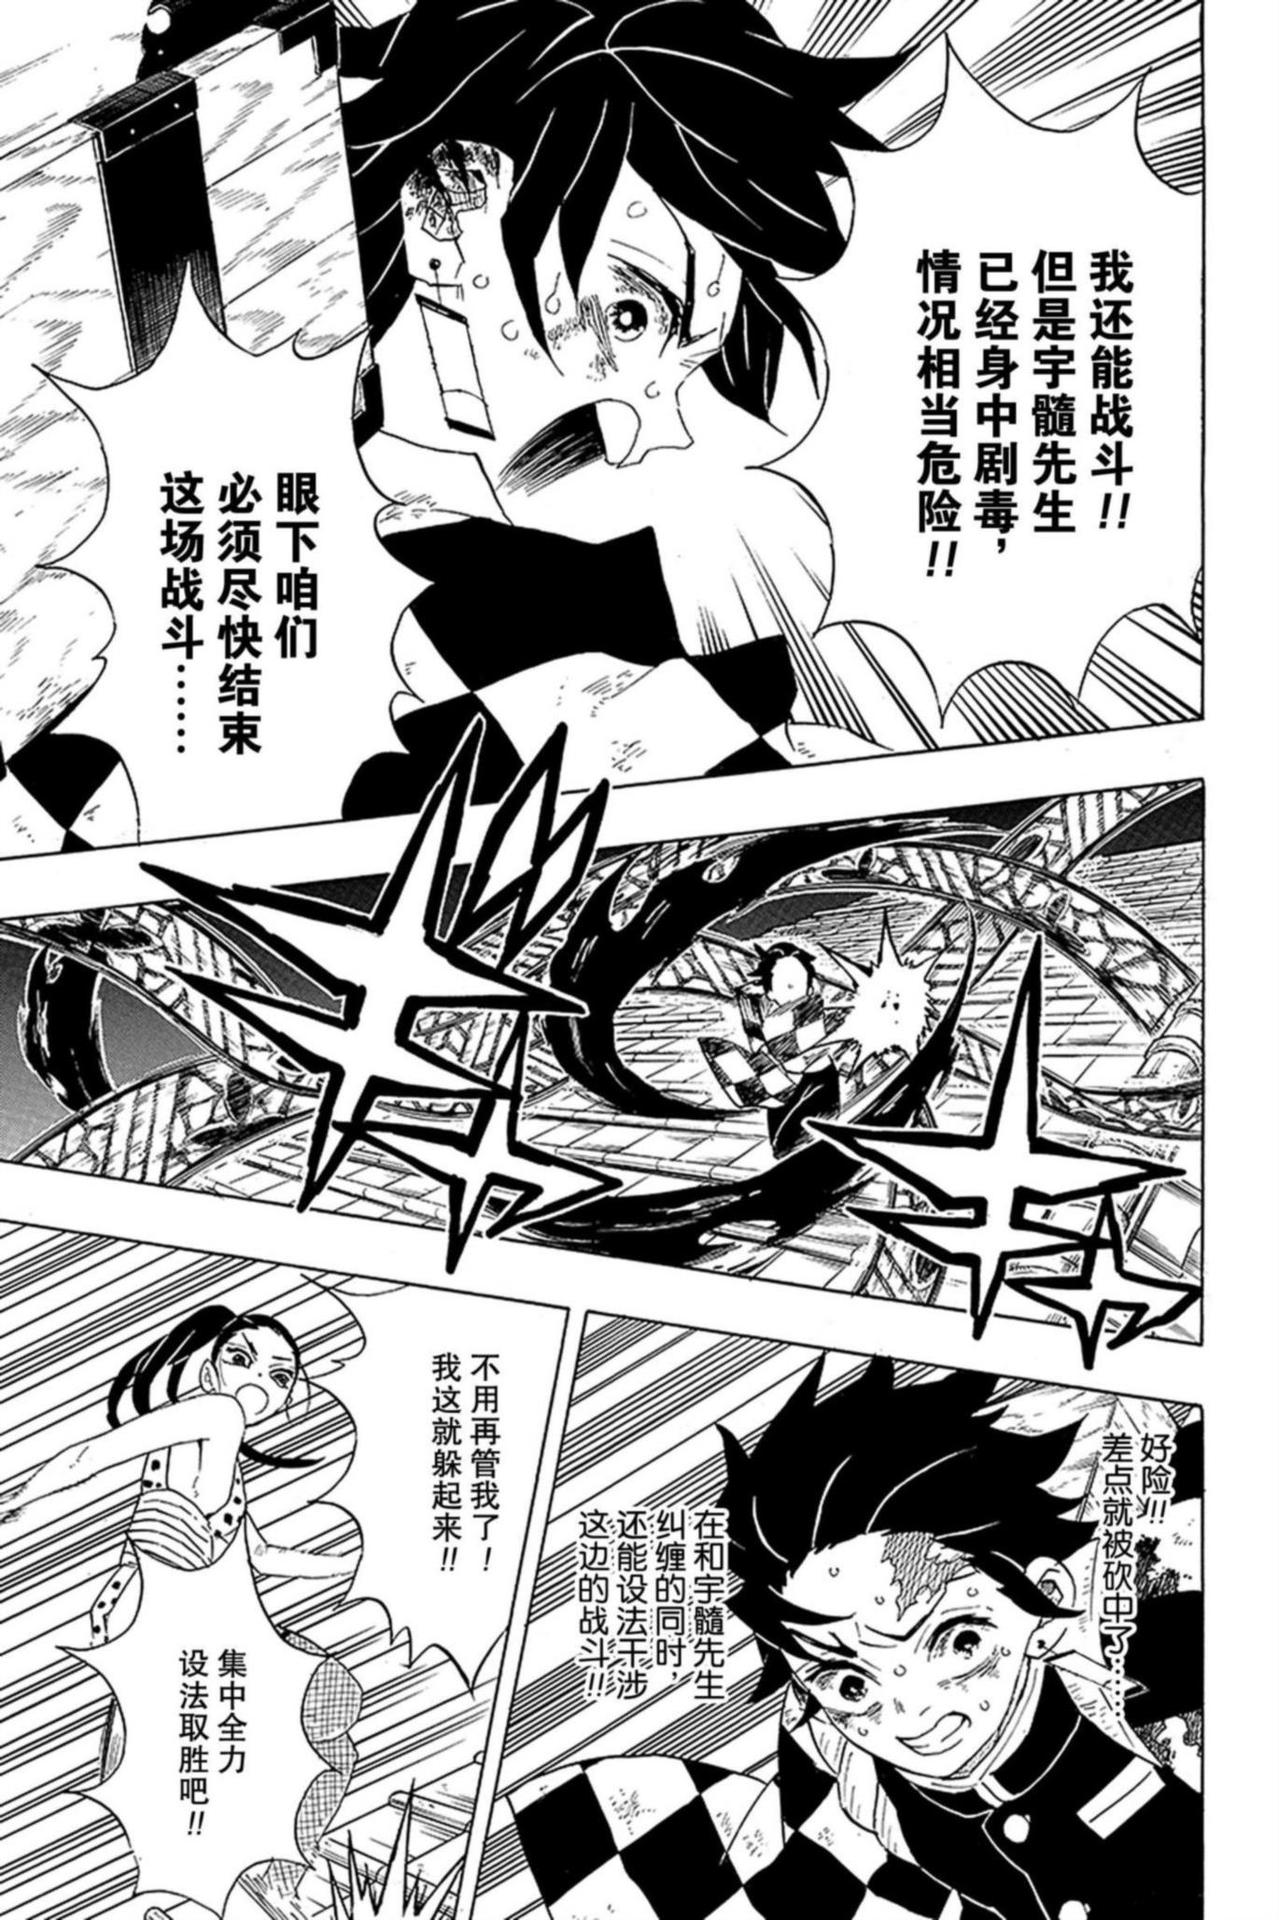 我还能战斗!!
但是宇髓先生
已经身中剧毒，
情况相当危险!!
眼下咱们
必须尽快结束
这场战斗……
好险!!
差点就被砍中了……
在和宇髓先生
纠缠的同时，
还能设法干涉
这边的战斗!!
不用再管我了！
我这就躲起来!!
集中全力
设法取胜吧!!